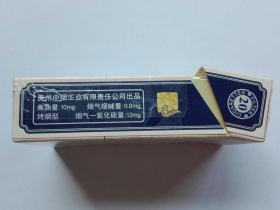 贵州中烟工业有限责任公司出品
焦油量：10mg 烟气烟碱量：0.9mg
烤烟型 烟气一氧化碳量：12mg
20